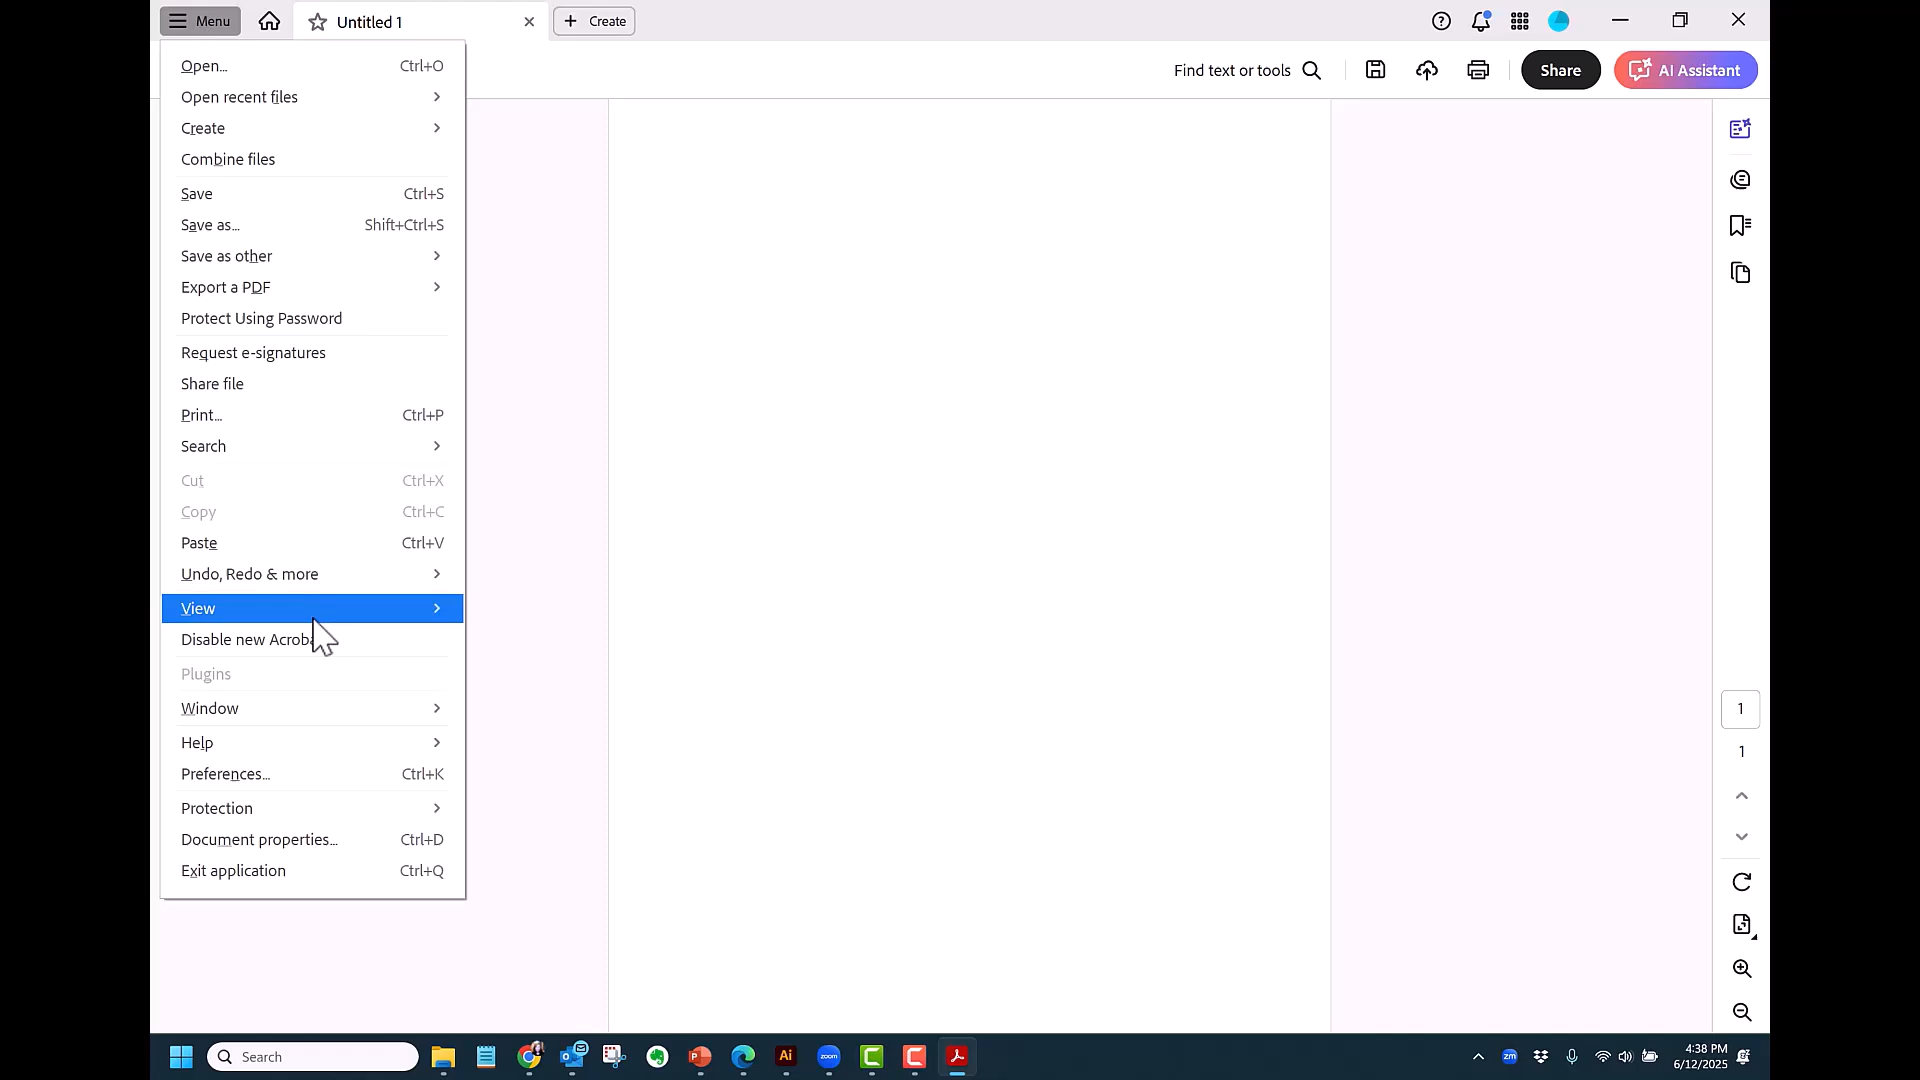 Menu
Untitled 1
Create
Find text or tools
Share
AI Assistant
Open... Ctrl+O
Open recent files
Create
Combine files
Save Ctrl+S
Save as... Shift+Ctrl+S
Save as other
Export a PDF
Protect Using Password
Request e-signatures
Share file
Print... Ctrl+P
Search
Cut Ctrl+X
Copy Ctrl+C
Paste Ctrl+V
Undo, Redo & more
View
Disable new
Plugins
Window
Help
Preferences... Ctrl+K
Protection
Document properties... Ctrl+D
Exit application Ctrl+Q
1
1
Search
Ai
zoom
zm
4:38 PM
6/12/2025